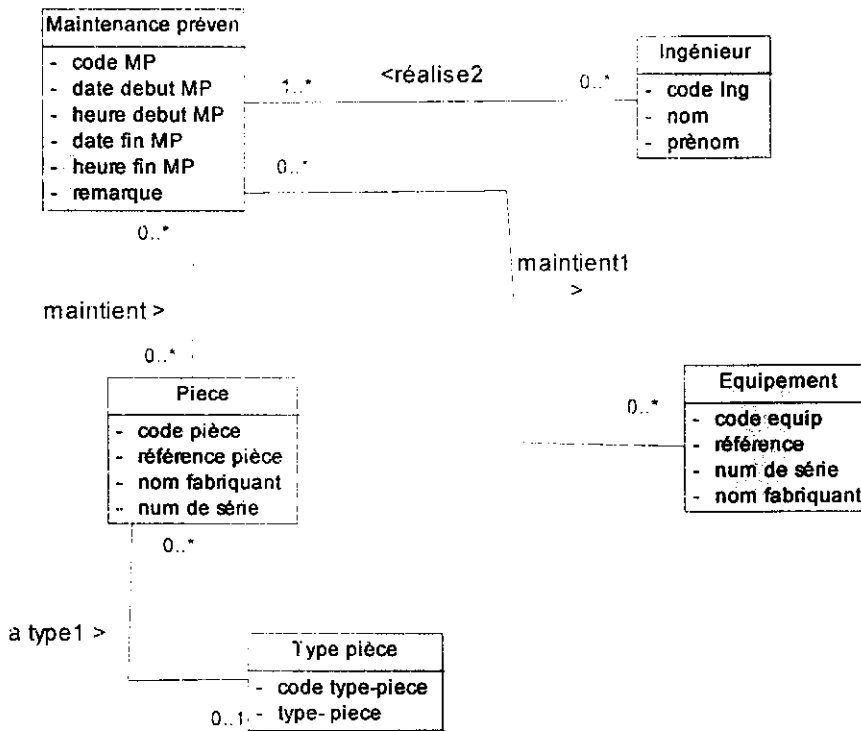 Maintenance préven
- code MP
- date debut MP
- heure debut MP
- date fin MP
- heure fin MP
- remarque
1..*
<réalise2
0..*
Ingénieur
- code Ing
- nom
- prènom
0..*
0..*
maintient1
>
maintient >
0..*
Piece
- code pièce
- référence pièce
- nom fabriquant
- num de série
0..*
Equipement
- code equip
- référence
- num de série
- nom fabriquant
0..*
a type1 >
Type pièce
- code type-piece
- type- piece
0..1